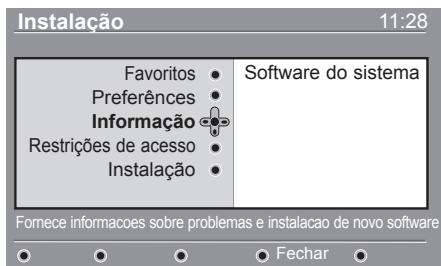 Instalação 11:28
Favoritos Software do sistema
Preferênces
Informação
Restrições de acesso
Instalação
Fornece informacoes sobre problemas e instalacao de novo software
Fechar